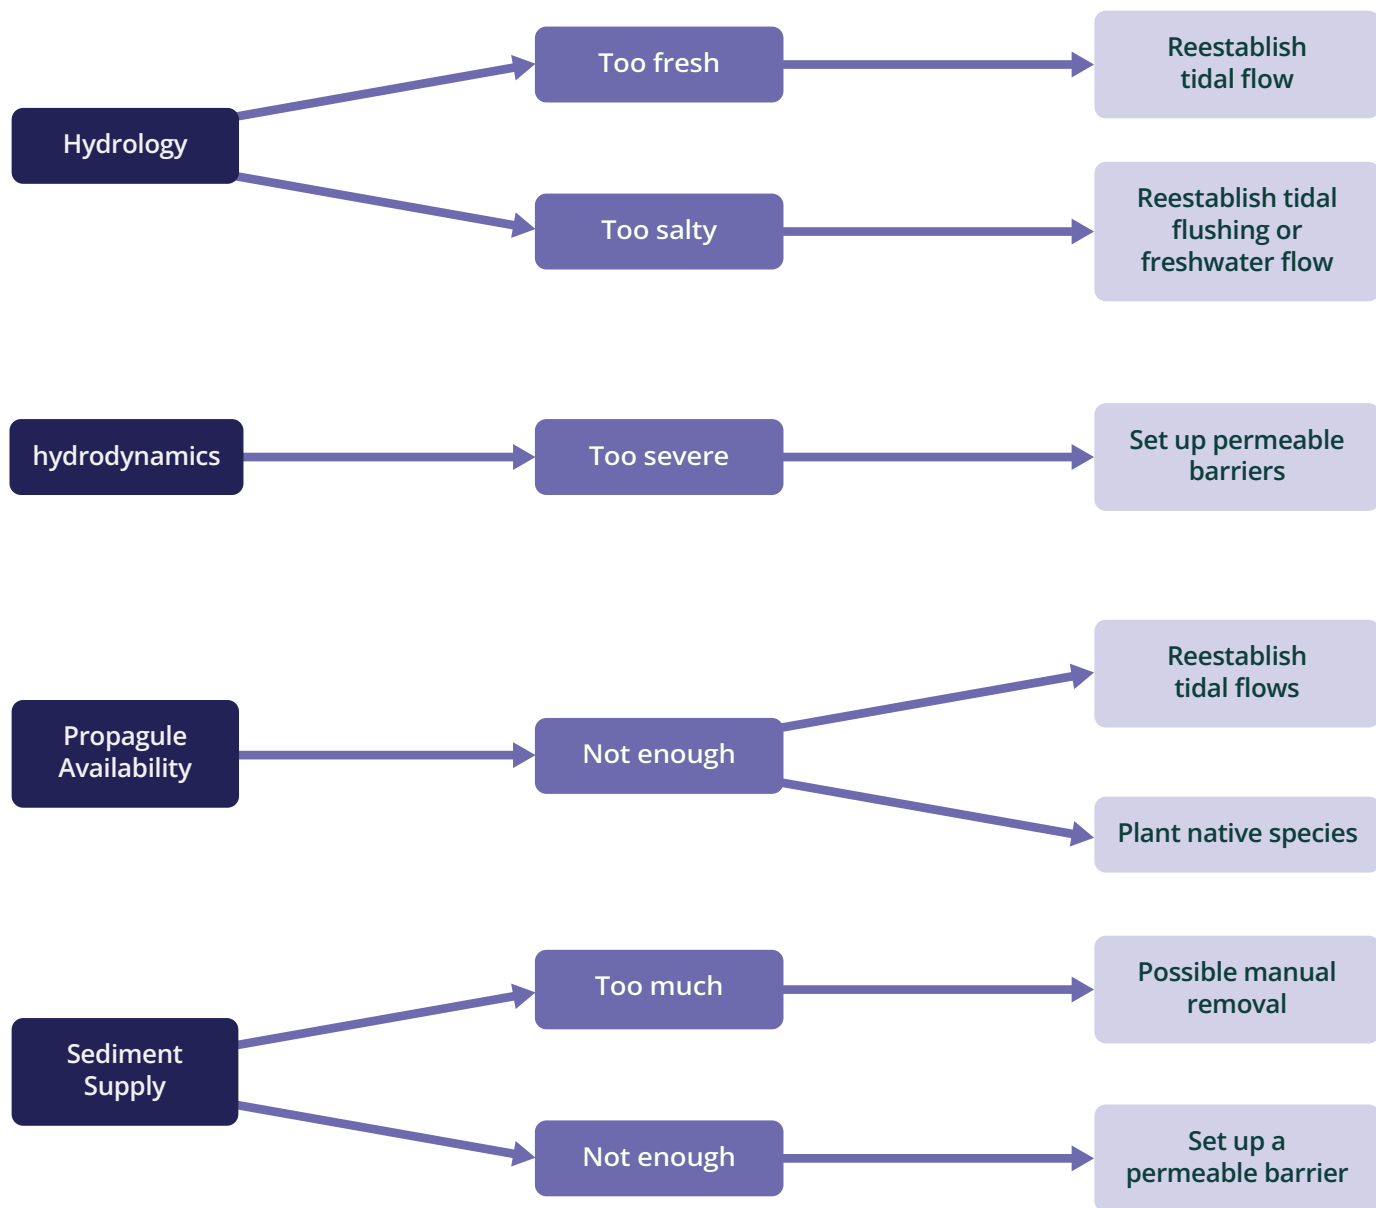 Hydrology
Too fresh
Reestablish
tidal flow
Too salty
Reestablish tidal
flushing or
freshwater flow
hydrodynamics
Too severe
Set up permeable
barriers
Propagule
Availability
Not enough
Reestablish
tidal flows
Plant native species
Sediment
Supply
Too much
Possible manual
removal
Not enough
Set up a
permeable barrier